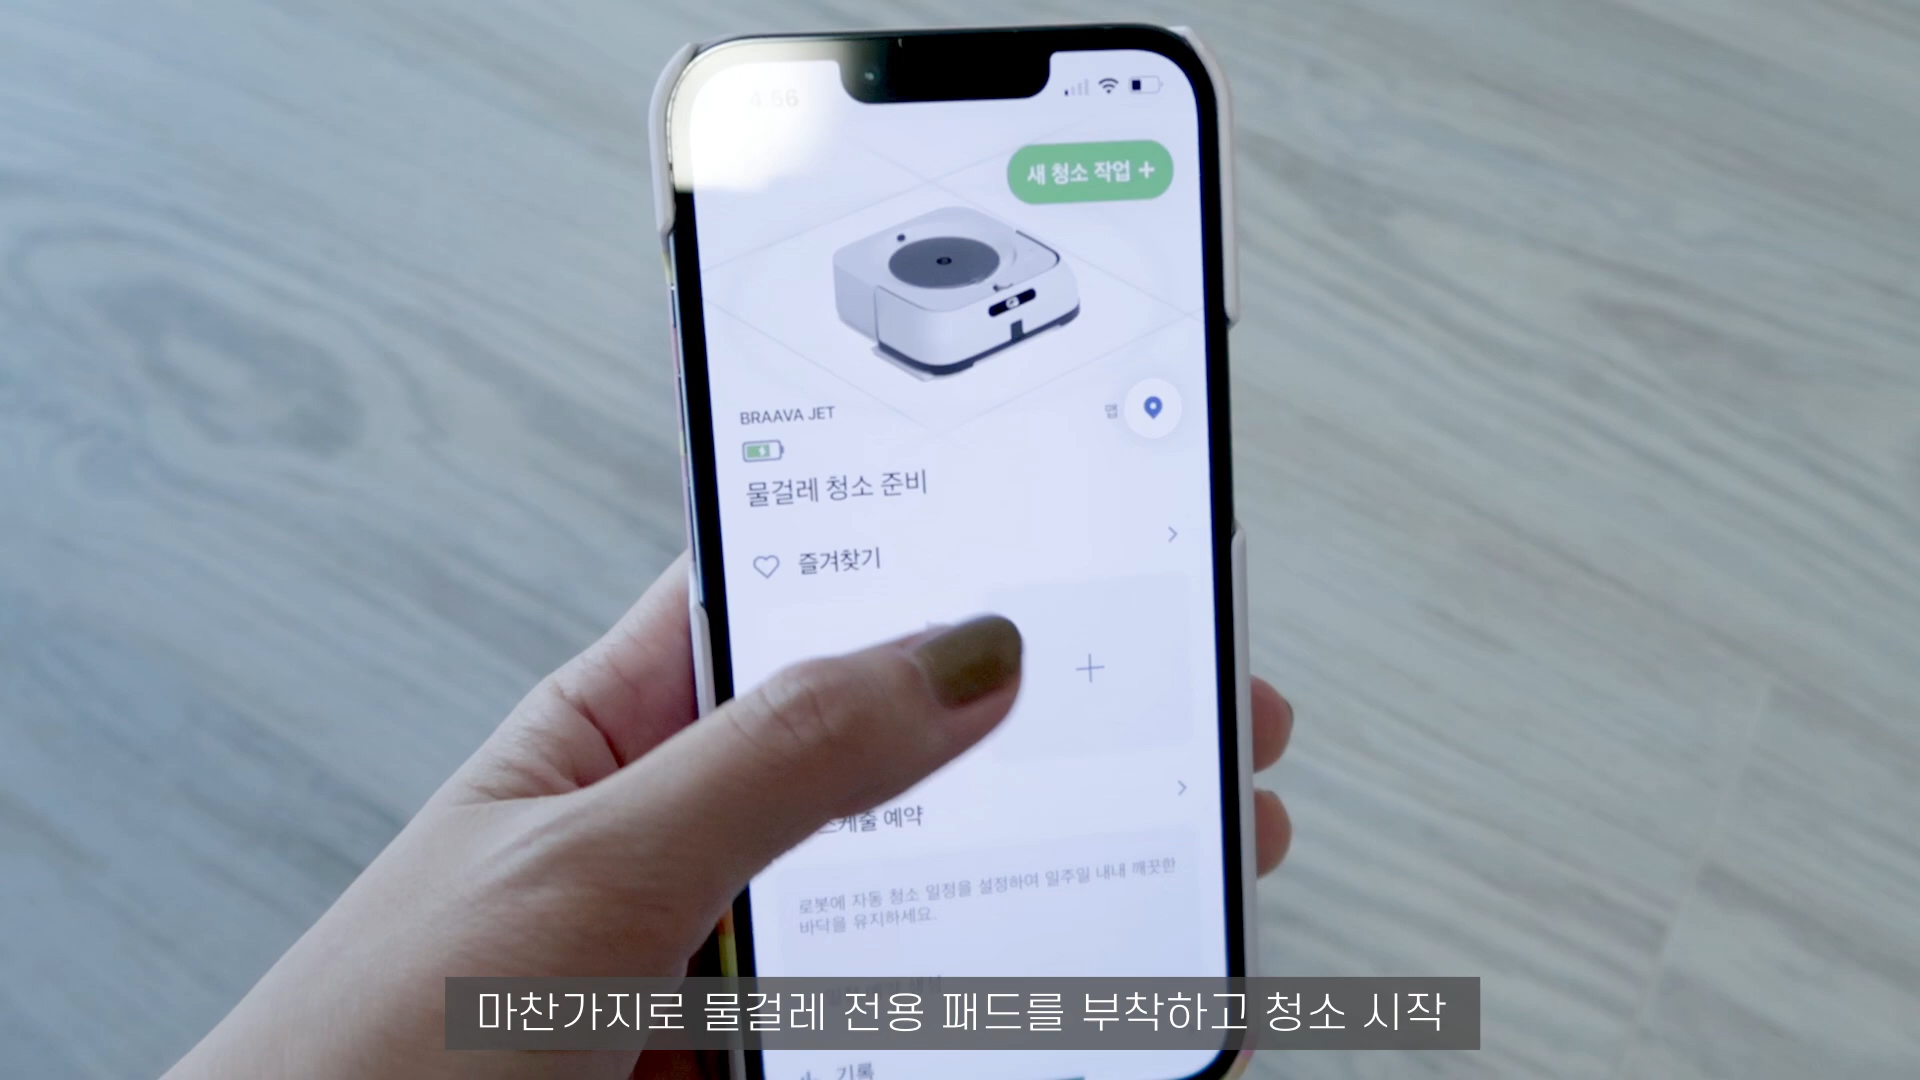 4:56
새 청소 작업 +
BRAAVA JET
맵
물걸레 청소 준비
즐겨찾기
스케줄 예약
로봇에 자동 청소 일정을 설정하여 일주일 내내 깨끗한
바닥을 유지하세요.
마찬가지로 물걸레 전용 패드를 부착하고 청소 시작
기록